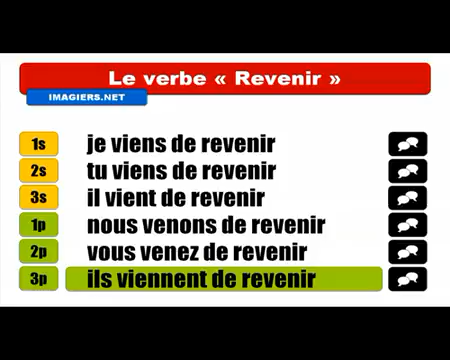 Le verbe « Revenir »
IMAGIERS.NET
1s je viens de revenir
2s tu viens de revenir
3s il vient de revenir
1p nous venons de revenir
2p vous venez de revenir
3p ils viennent de revenir